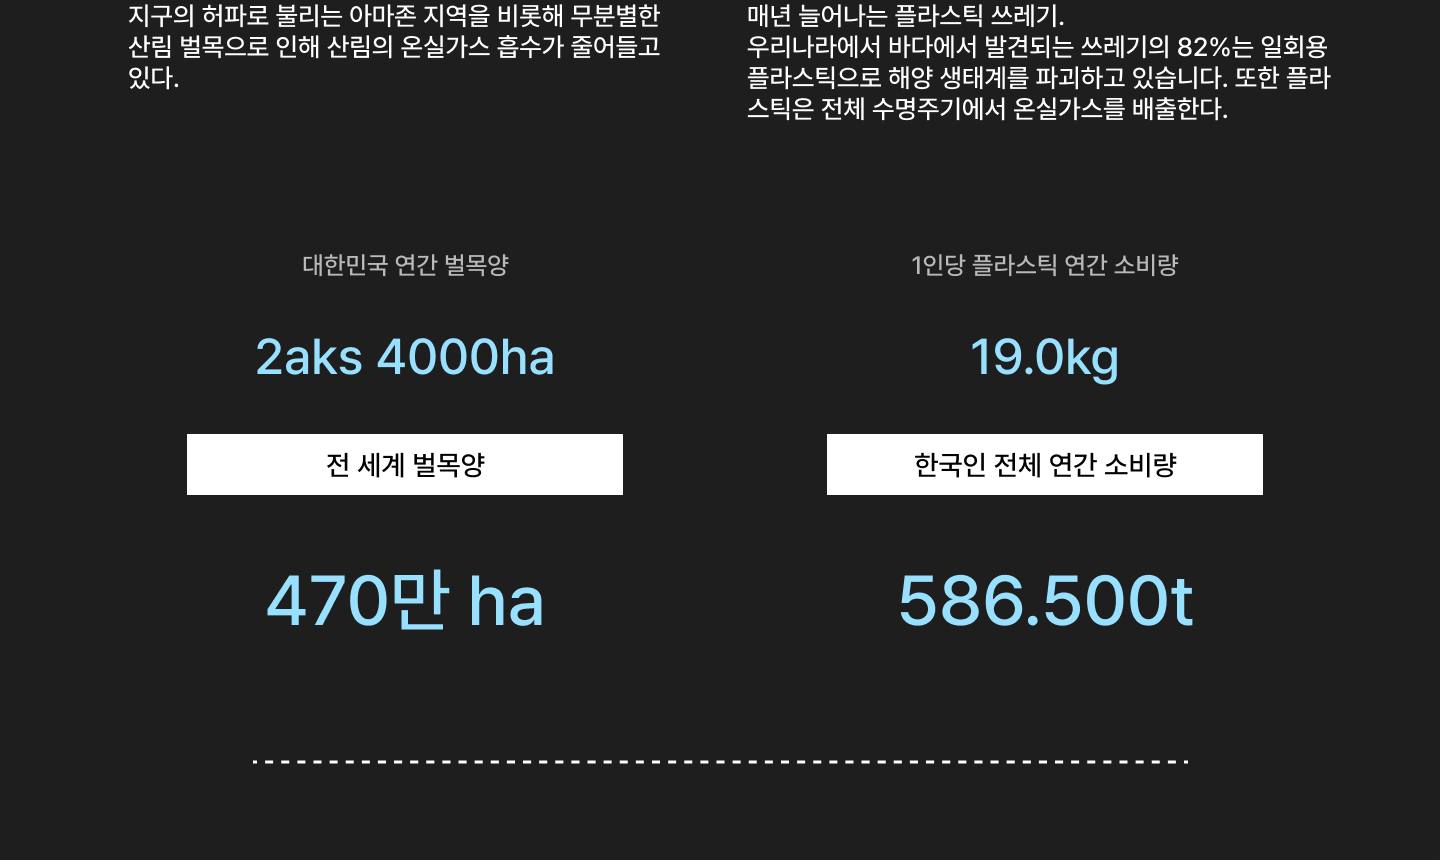 지구의 허파로 불리는 아마존 지역을 비롯해 무분별한
산림 벌목으로 인해 산림의 온실가스 흡수가 줄어들고
있다.
매년 늘어나는 플라스틱 쓰레기.
우리나라에서 바다에서 발견되는 쓰레기의 82%는 일회용
플라스틱으로 해양 생태계를 파괴하고 있습니다. 또한 플라
스틱은 전체 수명주기에서 온실가스를 배출한다.
대한민국 연간 벌목양
2aks 4000ha
전 세계 벌목양
470만 ha
1인당 플라스틱 연간 소비량
19.0kg
한국인 전체 연간 소비량
586.500t